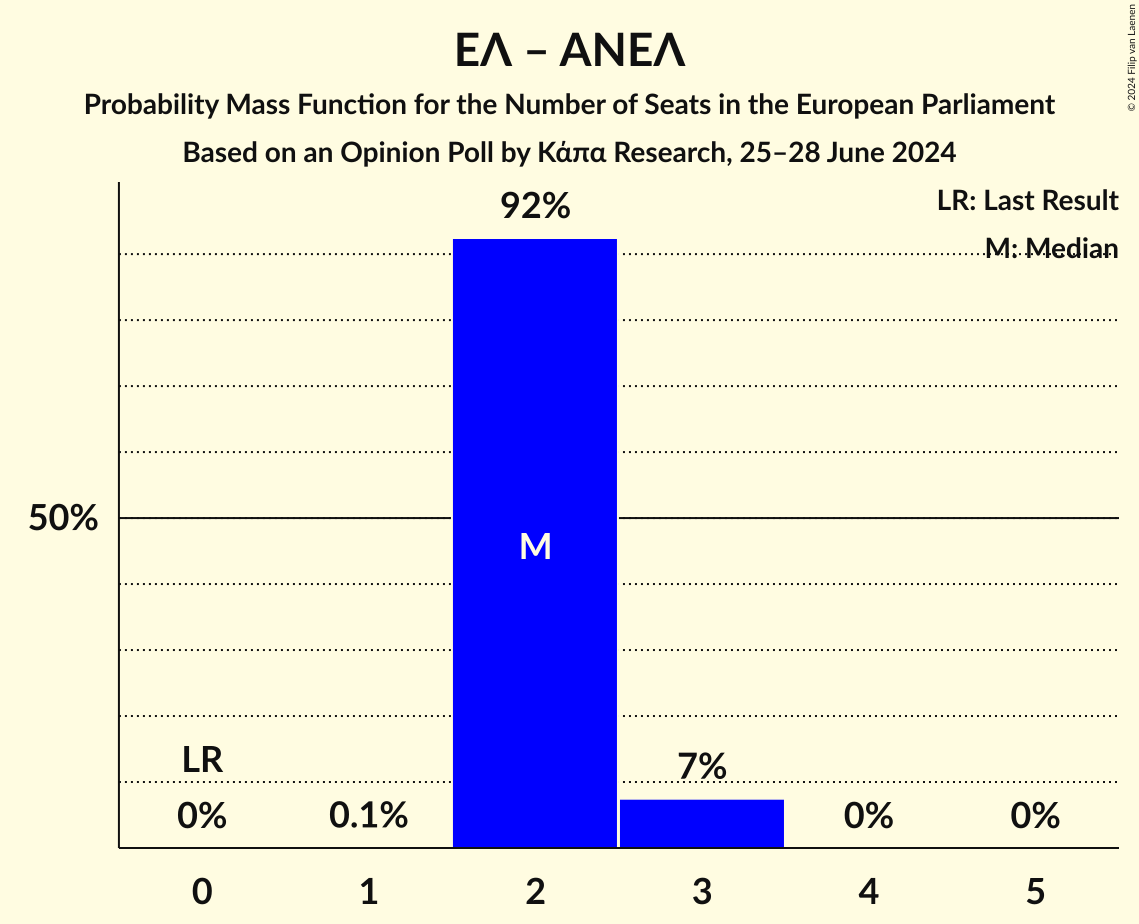 ΕΛ – ΑΝΕΛ
Probability Mass Function for the Number of Seats in the European Parliament
Based on an Opinion Poll by Κάπα Research, 25–28 June 2024
© 2024 Filip van Laenen
LR: Last Result
M: Median
92%
50%
M
LR
7%
0%
0.1%
0%
0%
0
1
2
3
4
5